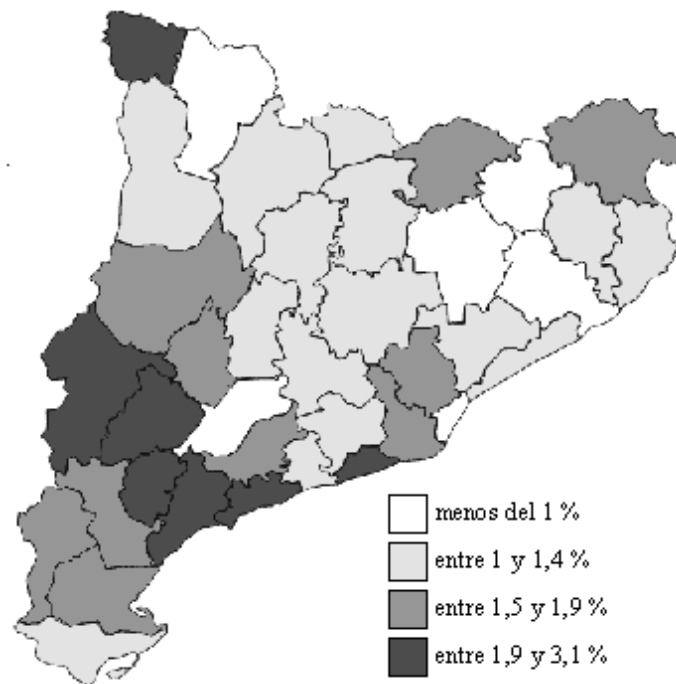 menos del 1 %
entre 1 y 1,4 %
entre 1,5 y 1,9 %
entre 1,9 y 3,1 %